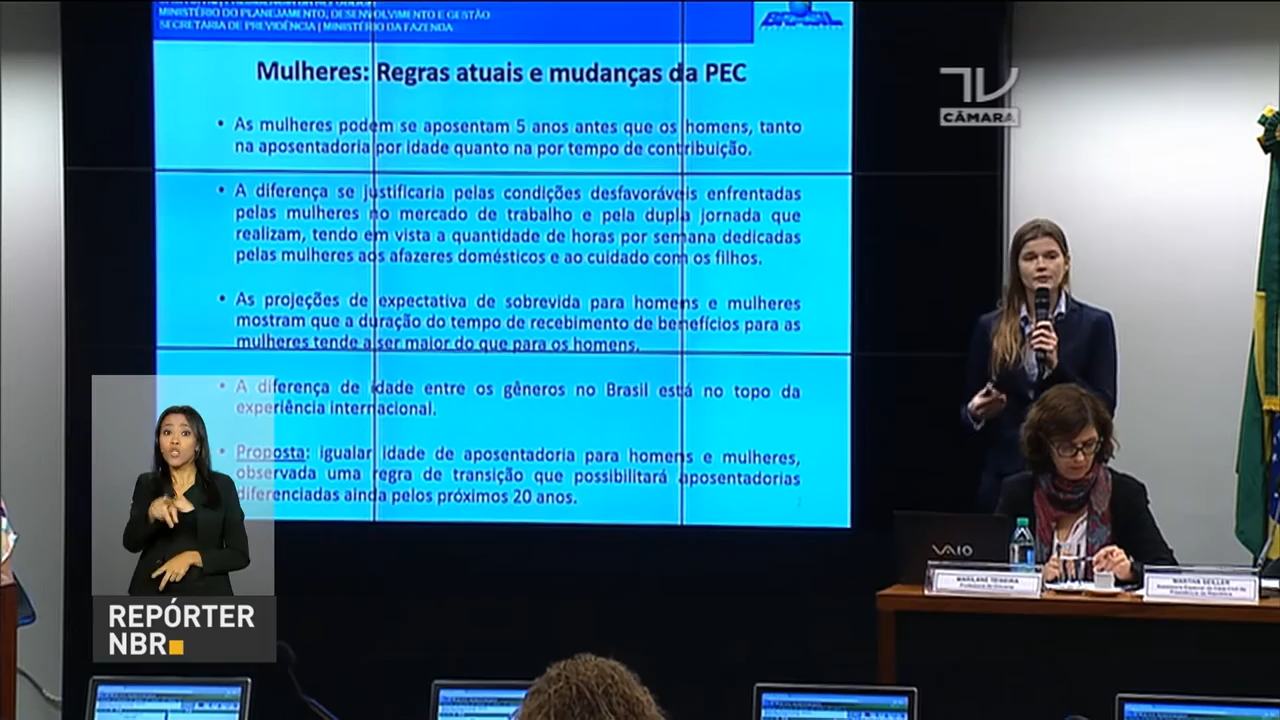 MINISTÉRIO DO PLANEJAMENTO, DESENVOLVIMENTO E GESTÃO
SECRETARIA DE PREVIDÊNCIA | MINISTÉRIO DA FAZENDA
BRASIL
Mulheres: Regras atuais e mudanças da PEC
• As mulheres podem se aposentam 5 anos antes que os homens, tanto
na aposentadoria por idade quanto na por tempo de contribuição.
• A diferença se justificaria pelas condições desfavoráveis enfrentadas
pelas mulheres no mercado de trabalho e pela dupla jornada que
realizam, tendo em vista a quantidade de horas por semana dedicadas
pelas mulheres aos afazeres domésticos e ao cuidado com os filhos.
• As projeções de expectativa de sobrevida para homens e mulheres
mostram que a duração do tempo de recebimento de benefícios para as
mulheres tende a ser maior do que para os homens.
• A diferença de idade entre os gêneros no Brasil está no topo da
experiência internacional.
• Proposta: igualar idade de aposentadoria para homens e mulheres,
observada uma regra de transição que possibilitará aposentadorias
diferenciadas ainda pelos próximos 20 anos.
TV
CÂMARA
VAIO
MARILANE TEIXEIRA
MARTHA SEILLER
Presidência da República
REPÓRTER
NBR